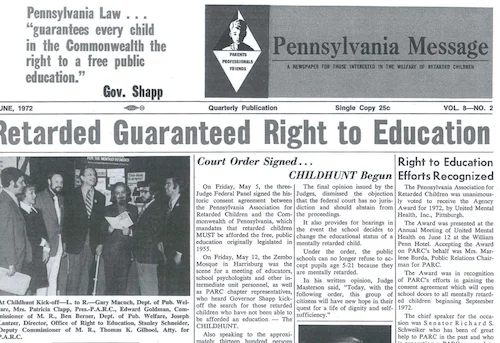 Pennsylvania Law . . .
"guarantees every child
in the Commonwealth the
right to a free public
education."
Gov. Shapp
PARENTS
PROFESSIONALS
FRIENDS
Pennsylvania Message
A NEWSPAPER FOR THOSE INTERESTED IN THE WELFARE OF RETARDED CHILDREN
UNE, 1972
Quarterly Publication
Single Copy 25c
VOL. 8—NO. 2
Retarded Guaranteed Right to Education
At Childhunt Kick-off—L. to R.—Gary Macuch, Dept. of Pub. Wel-
fare, Mrs. Patricia Clapp, Pres.-P.A.R.C., Edward Goldman, Com-
missioner of M. R., Ben Barner, Dept. of Pub. Welfare, Joseph
Lantzer, Director, Office of Right to Education, Stanley Schneider,
Deputy Commissioner of M. R., Thomas K. Gilhool, Atty. for
P.A.R.C.
Court Order Signed . . .
CHILDHUNT Begun
On Friday, May 5, the three-
Judge Federal Panel signed the his-
toric consent agreement between
the Pennsylvania Association for
Retarded Children and the Com-
monwealth of Pennsylvania, which
mandates that retarded children
MUST be afforded the free, public
education originally legislated in
1955.
On Friday, May 12, the Zembo
Mosque in Harrisburg was the
scene for a meeting of educators,
school psychologists and other in-
termediate unit personnel, as well
as PARC chapter representatives,
who heard Governor Shapp kick-
off the search for those retarded
children who have not been able to
be afforded an education — The
CHILDHUNT.
Also speaking to the approxi-
mately thirteen hundred persons
The final opinion issued by the
Judges, dismissed the objection
that the federal court has no juris-
diction and should abstain from
the proceedings.
It also provides for hearings in
the event the school decides to
change the educational status of a
mentally retarded child.
Under the order, the public
schools can no longer refuse to ac-
cept pupils age 5-21 because they
are mentally retarded.
In his written opinion, Judge
Masterson stated, "Today, with the
following order, this group of
citizens will have new hope in their
quest for a life of dignity and self-
sufficiency."
Right to Education
Efforts Recognized
The Pennsylvania Association for
Retarded Children was unanimous-
ly voted to receive the Agency
Award for 1972, by United Mental
Health, Inc., Pittsburgh.
The Award was presented at the
Annual Meeting of United Mental
Health on June 12 at the William
Penn Hotel. Accepting the Award
on PARC's behalf was Mrs. Mar-
lene Burda, Public Relations Chair-
man for PARC.
The Award was in recognition
of PARC's efforts in gaining the
consent agreement which will open
school doors to all mentally retard-
ed children beginning September
1972.
The chief speaker for the occa-
sion was Senator Richard S.
Schweiker who has been of great
help to PARC in the past and who